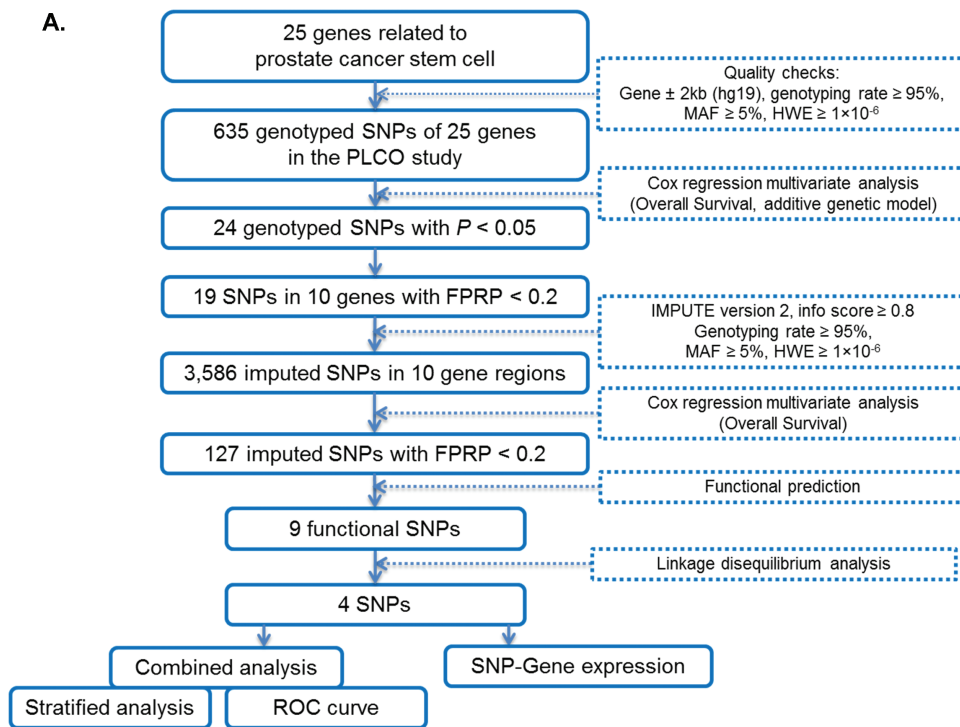 A.
25 genes related to
prostate cancer stem cell
Quality checks:
Gene ± 2kb (hg19), genotyping rate ≥ 95%,
MAF ≥ 5%, HWE ≥ 1×10⁻⁶
635 genotyped SNPs of 25 genes
in the PLCO study
Cox regression multivariate analysis
(Overall Survival, additive genetic model)
24 genotyped SNPs with P < 0.05
19 SNPs in 10 genes with FPRP < 0.2
IMPUTE version 2, info score ≥ 0.8
Genotyping rate ≥ 95%,
MAF ≥ 5%, HWE ≥ 1×10⁻⁶
3,586 imputed SNPs in 10 gene regions
Cox regression multivariate analysis
(Overall Survival)
127 imputed SNPs with FPRP < 0.2
Functional prediction
9 functional SNPs
Linkage disequilibrium analysis
4 SNPs
Combined analysis
SNP-Gene expression
Stratified analysis
ROC curve